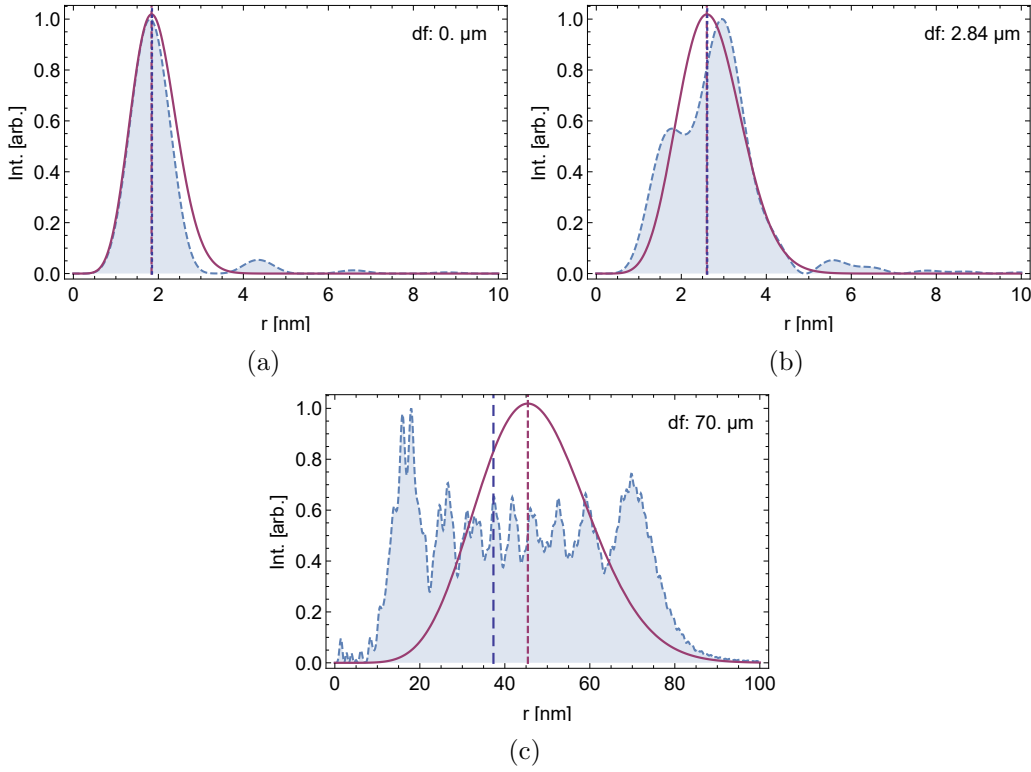 df: 0. µm
Int. [arb.]
1.0
0.8
0.6
0.4
0.2
0.0
0 2 4 6 8 10
r [nm]
(a)
df: 2.84 µm
Int. [arb.]
1.0
0.8
0.6
0.4
0.2
0.0
0 2 4 6 8 10
r [nm]
(b)
df: 70. µm
Int. [arb.]
1.0
0.8
0.6
0.4
0.2
0.0
0 20 40 60 80 100
r [nm]
(c)